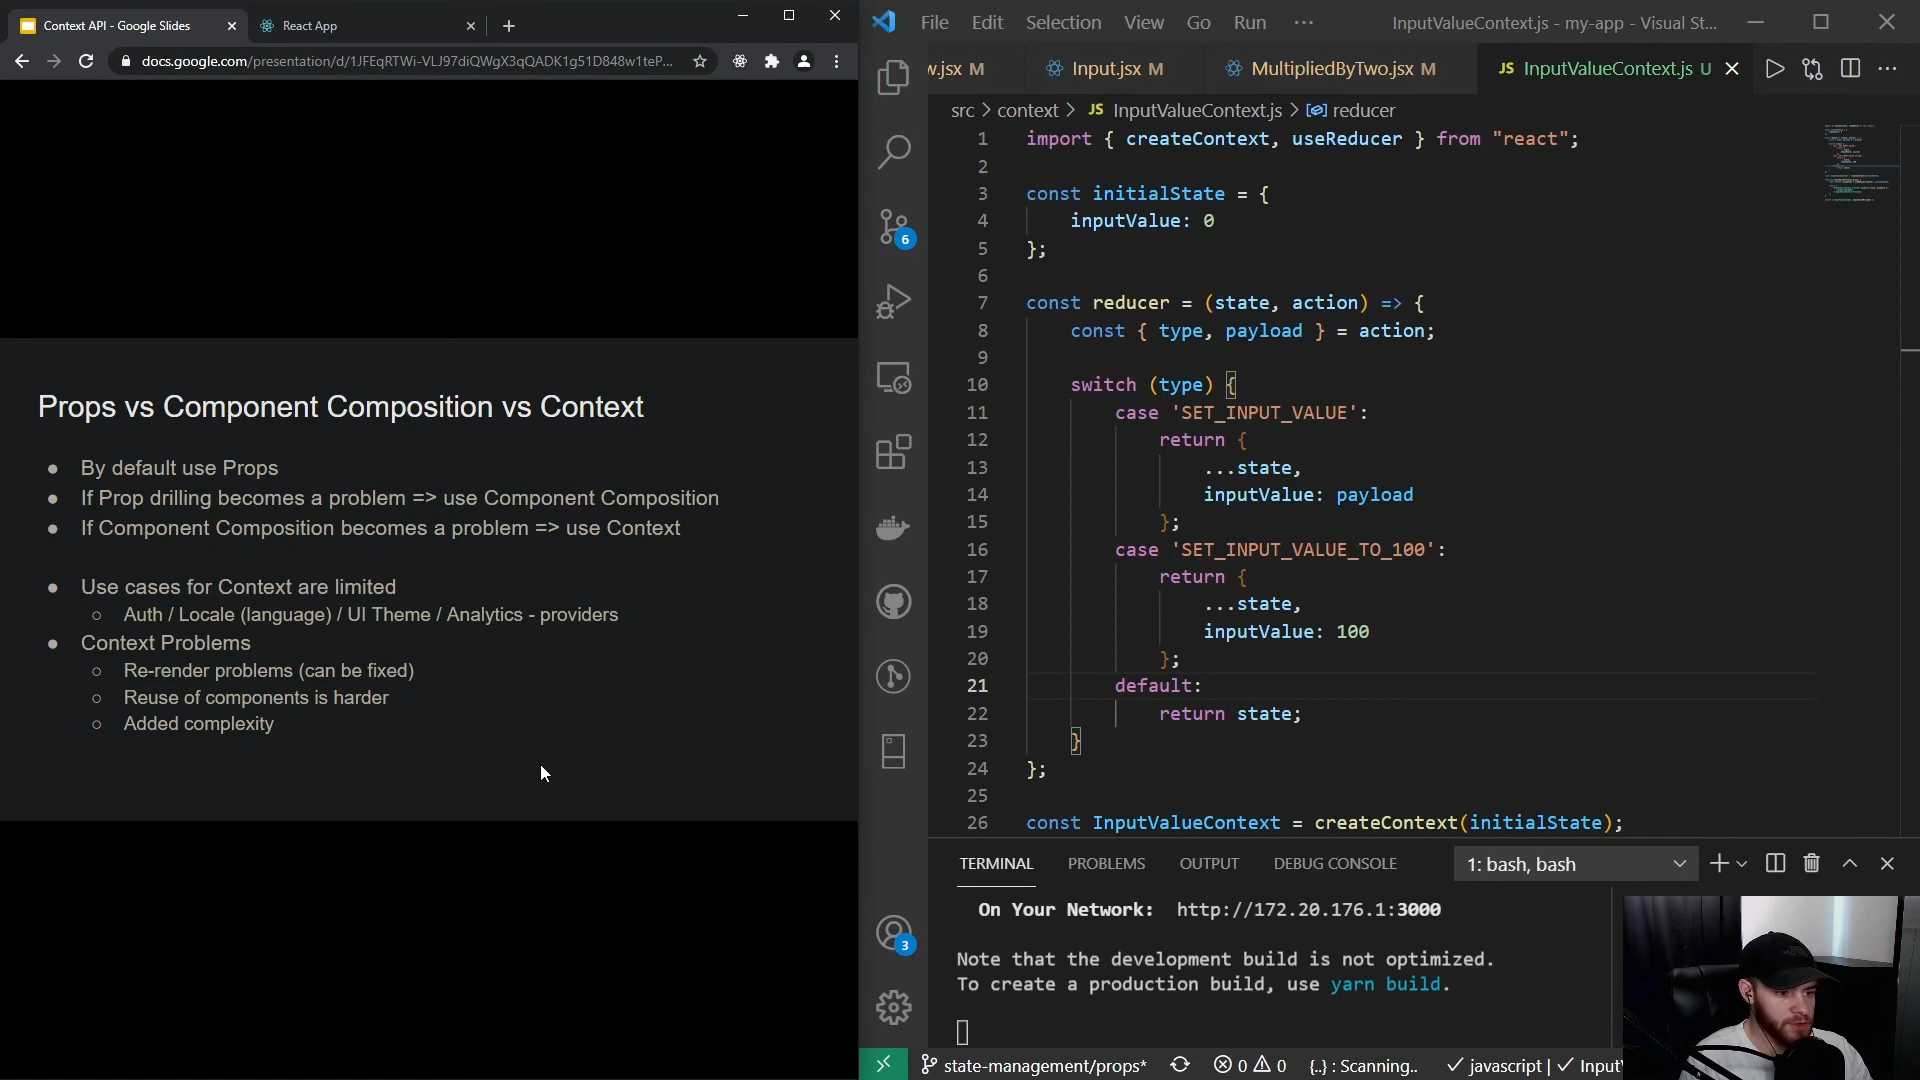 Context API - Google Slides
React App
docs.google.com/presentation/d/1JFEqRTWi-VLJ97diQWgX3qQADK1g51D848w1teP...
Props vs Component Composition vs Context
● By default use Props
● If Prop drilling becomes a problem => use Component Composition
● If Component Composition becomes a problem => use Context
● Use cases for Context are limited
○ Auth / Locale (language) / UI Theme / Analytics - providers
● Context Problems
○ Re-render problems (can be fixed)
○ Reuse of components is harder
○ Added complexity
File Edit Selection View Go Run ··· InputValueContext.js - my-app - Visual St...
w.jsx M Input.jsx M MultipliedByTwo.jsx M JS InputValueContext.js U
src > context > JS InputValueContext.js > reducer
6
3
1 import { createContext, useReducer } from "react";
2
3 const initialState = {
4 inputValue: 0
5 };
6
7 const reducer = (state, action) => {
8 const { type, payload } = action;
9
10 switch (type) {
11 case 'SET_INPUT_VALUE':
12 return {
13 ...state,
14 inputValue: payload
15 };
16 case 'SET_INPUT_VALUE_TO_100':
17 return {
18 ...state,
19 inputValue: 100
20 };
21 default:
22 return state;
23 }
24 };
25
26 const InputValueContext = createContext(initialState);
TERMINAL PROBLEMS OUTPUT DEBUG CONSOLE 1: bash, bash
On Your Network: http://172.20.176.1:3000
Note that the development build is not optimized.
To create a production build, use yarn build.
state-management/props* 0 0 {..} : Scanning.. javascript | Input